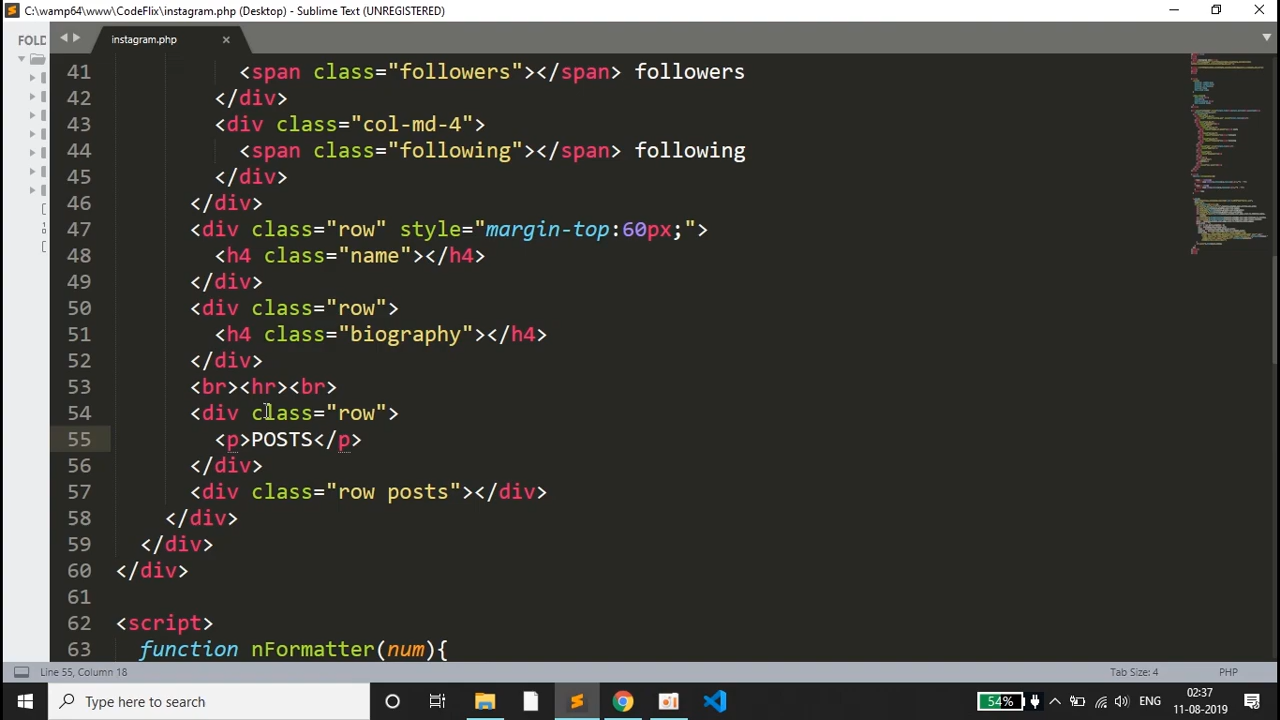 C:\wamp64\www\CodeFlix\instagram.php (Desktop) - Sublime Text (UNREGISTERED)
FOLD
instagram.php
41 <span class="followers"></span> followers
42 </div>
43 <div class="col-md-4">
44 <span class="following"></span> following
45 </div>
46 </div>
47 <div class="row" style="margin-top:60px;">
48 <h4 class="name"></h4>
49 </div>
50 <div class="row">
51 <h4 class="biography"></h4>
52 </div>
53 <br><hr><br>
54 <div class="row">
55 <p>POSTS</p>
56 </div>
57 <div class="row posts"></div>
58 </div>
59 </div>
60 </div>
61
62 <script>
63 function nFormatter(num){
Line 55, Column 18
Tab Size: 4
PHP
Type here to search
54%
ENG
02:37
11-08-2019